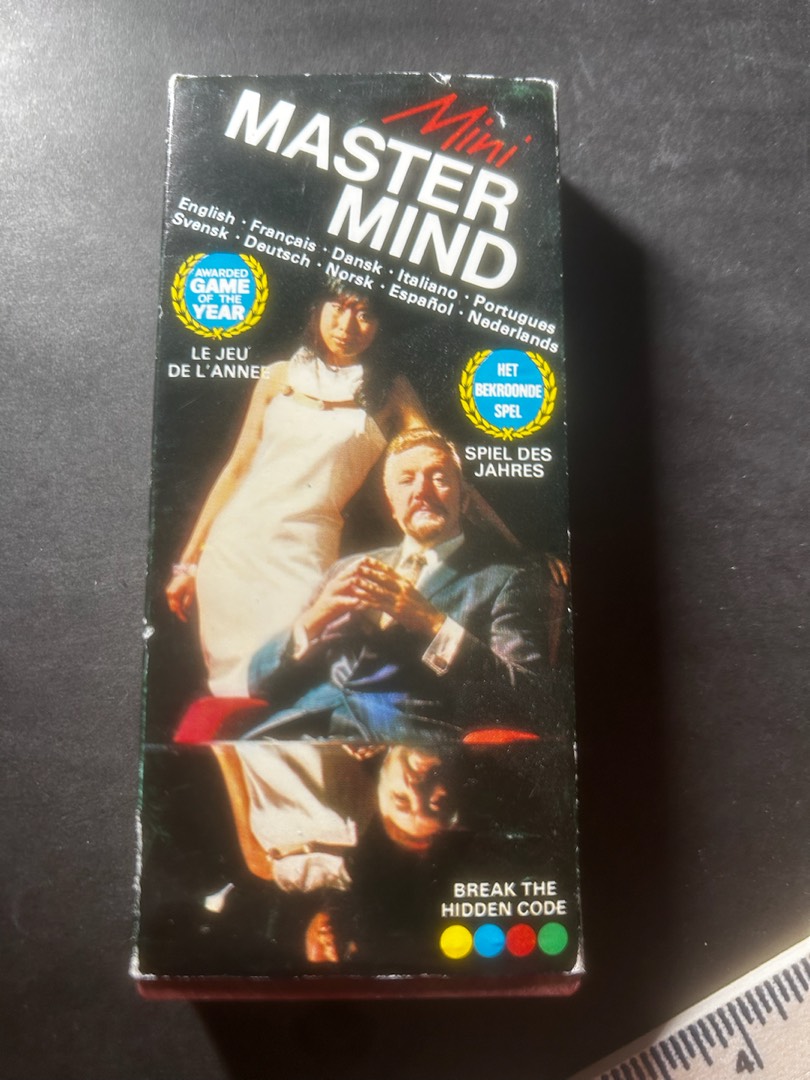 Mini
MASTER
MIND
English · Français · Dansk · Italiano · Portugues
Svensk · Deutsch · Norsk · Español · Nederlands
AWARDED
GAME
OF THE
YEAR
LE JEU
DE L'ANNEE
HET
BEKROONDE
SPEL
SPIEL DES
JAHRES
BREAK THE
HIDDEN CODE
4